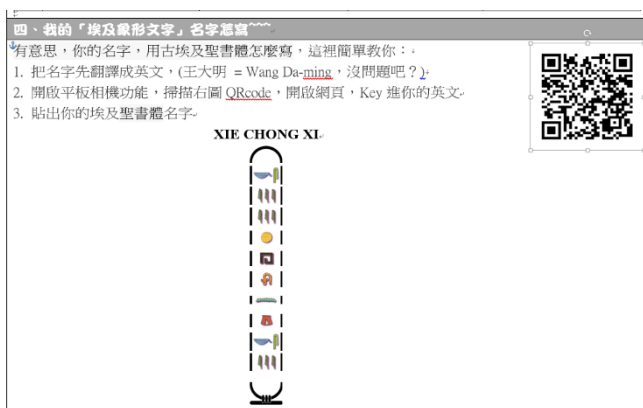 四、我的「埃及象形文字」名字惹寫~~~
有意思，你的名字，用古埃及聖書體怎麼寫，這裡簡單教你：
1. 把名字先翻譯成英文，(王大明 = Wang Da-ming，沒問題吧？)
2. 開啟平板相機功能，掃描右圖 QRcode，開啟網頁，Key 進你的英文
3. 貼出你的埃及聖書體名字
XIE CHONG XI